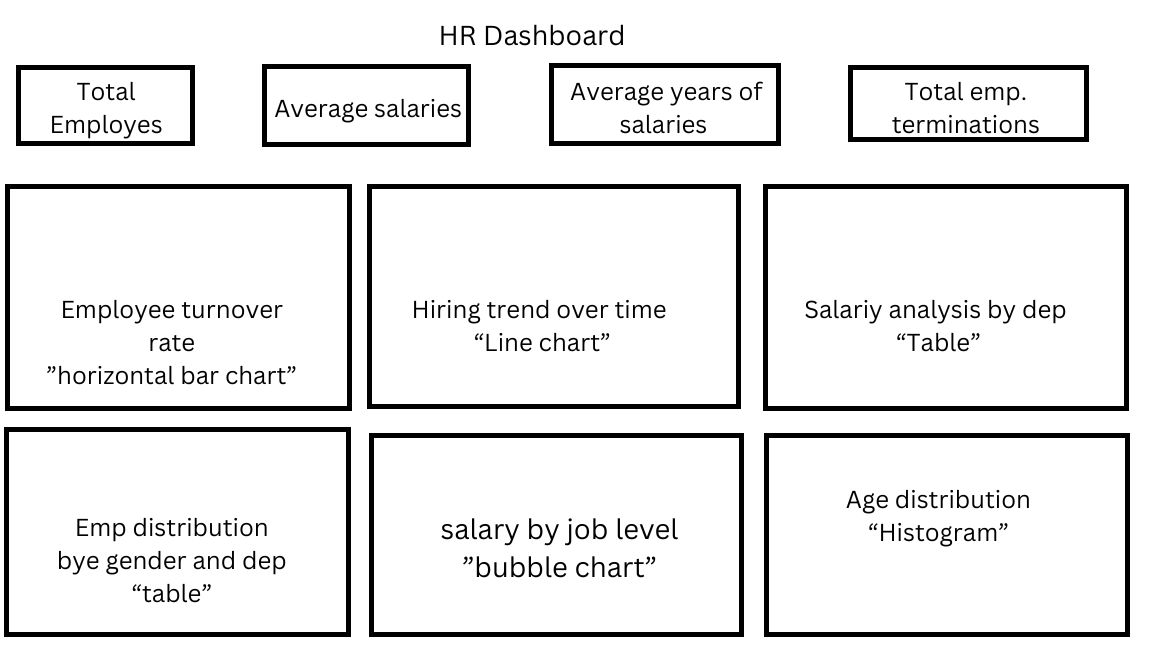 HR Dashboard
Total
Employes
Average salaries
Average years of
salaries
Total emp.
terminations
Employee turnover
rate
”horizontal bar chart”
Hiring trend over time
“Line chart”
Salariy analysis by dep
“Table”
Emp distribution
bye gender and dep
“table”
salary by job level
”bubble chart”
Age distribution
“Histogram”